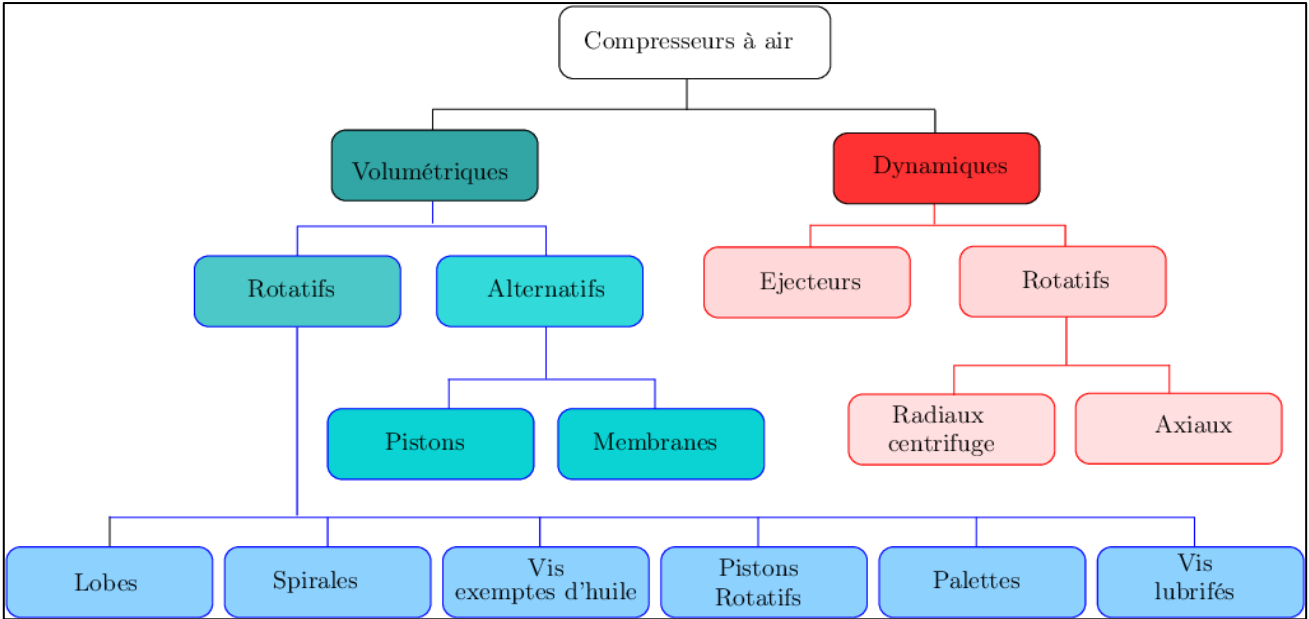 Compresseurs à air
Volumétriques
Dynamiques
Rotatifs
Alternatifs
Ejecteurs
Rotatifs
Pistons
Membranes
Radiaux
centrifuge
Axiaux
Lobes
Spirales
Vis
exemptes d'huile
Pistons
Rotatifs
Palettes
Vis
lubrifés